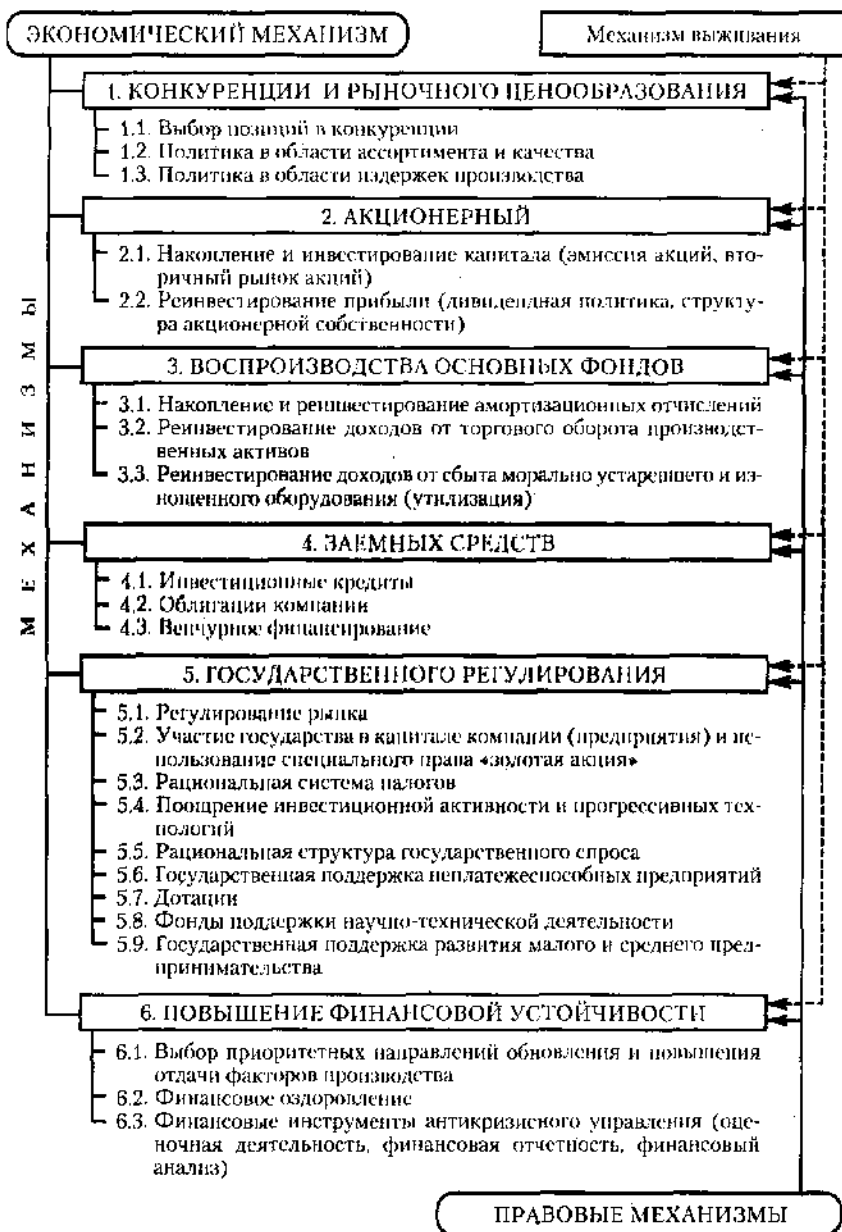 ЭКОНОМИЧЕСКИЙ МЕХАНИЗМ
Механизм выживания
МЕХАНИЗМЫ
1. КОНКУРЕНЦИИ И РЫНОЧНОГО ЦЕНООБРАЗОВАНИЯ
1.1. Выбор позиций в конкуренции
1.2. Политика в области ассортимента и качества
1.3. Политика в области издержек производства
2. АКЦИОНЕРНЫЙ
2.1. Накопление и инвестирование капитала (эмиссия акций, вто-
ричный рынок акций)
2.2. Реинвестирование прибыли (дивидендная политика, структу-
ра акционерной собственности)
3. ВОСПРОИЗВОДСТВА ОСНОВНЫХ ФОНДОВ
3.1. Накопление и реинвестирование амортизационных отчислений
3.2. Реинвестирование доходов от торгового оборота производст-
венных активов
3.3. Реинвестирование доходов от сбыта морально устаревшего и из-
ношенного оборудования (утилизация)
4. ЗАЕМНЫХ СРЕДСТВ
4.1. Инвестиционные кредиты
4.2. Облигации компании
4.3. Венчурное финансирование
5. ГОСУДАРСТВЕННОГО РЕГУЛИРОВАНИЯ
5.1. Регулирование рынка
5.2. Участие государства в капитале компании (предприятия) и ис-
пользование специального права «золотая акция»
5.3. Рациональная система налогов
5.4. Поощрение инвестиционной активности и прогрессивных тех-
нологий
5.5. Рациональная структура государственного спроса
5.6. Государственная поддержка неплатежеспособных предприятий
5.7. Дотации
5.8. Фонды поддержки научно-технической деятельности
5.9. Государственная поддержка развития малого и среднего пред-
принимательства
6. ПОВЫШЕНИЕ ФИНАНСОВОЙ УСТОЙЧИВОСТИ
6.1. Выбор приоритетных направлений обновления и повышения
отдачи факторов производства
6.2. Финансовое оздоровление
6.3. Финансовые инструменты антикризисного управления (оце-
ночная деятельность, финансовая отчетность, финансовый
анализ)
ПРАВОВЫЕ МЕХАНИЗМЫ